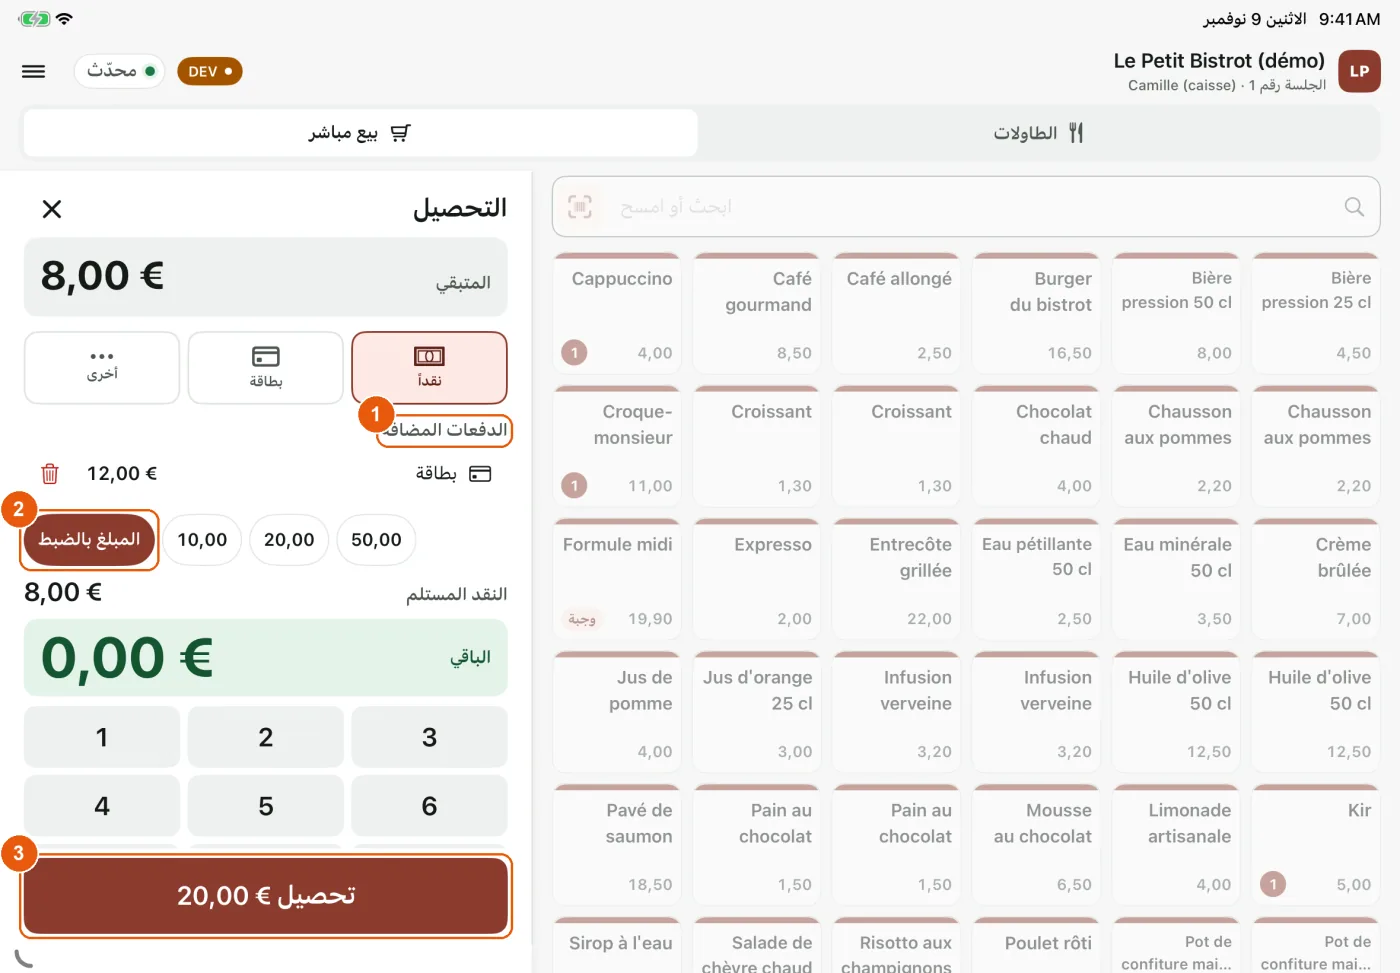 الاثنين 9 نوفمبر 9:41 AM
Le Petit Bistrot (démo)
الجلسة رقم 1 · Camille (caisse)
LP
DEV
محدّث
الطاولات
بيع مباشر
ابحث أو امسح
التحصيل
المتبقي
8,00 €
نقداً
بطاقة
أخرى
1
الدفعات المضافة
بطاقة
12,00 €
2
المبلغ بالضبط
10,00
20,00
50,00
النقد المستلم
8,00 €
الباقي
0,00 €
1 2 3
4 5 6
3
تحصيل 20,00 €
Bière
pression 25 cl
4,50
Bière
pression 50 cl
8,00
Burger
du bistrot
16,50
Café allongé
2,50
Café
gourmand
8,50
Cappuccino
4,00
1
Chausson
aux pommes
2,20
Chausson
aux pommes
2,20
Chocolat
chaud
4,00
Croissant
1,30
Croissant
1,30
Croque-
monsieur
11,00
1
Crème
brûlée
7,00
Eau minérale
50 cl
3,50
Eau pétillante
50 cl
2,50
Entrecôte
grillée
22,00
Expresso
2,00
Formule midi
19,90
وجبة
Huile d'olive
50 cl
12,50
Huile d'olive
50 cl
12,50
Infusion
verveine
3,20
Infusion
verveine
3,20
Jus d'orange
25 cl
3,00
Jus de
pomme
4,00
Kir
5,00
1
Limonade
artisanale
4,00
Mousse
au chocolat
6,50
Pain au
chocolat
1,50
Pain au
chocolat
1,50
Pavé de
saumon
18,50
Pot de
confiture mai...
Pot de
confiture mai...
Poulet rôti
Risotto aux
champignons
Salade de
chèvre chaud
Sirop à l'eau